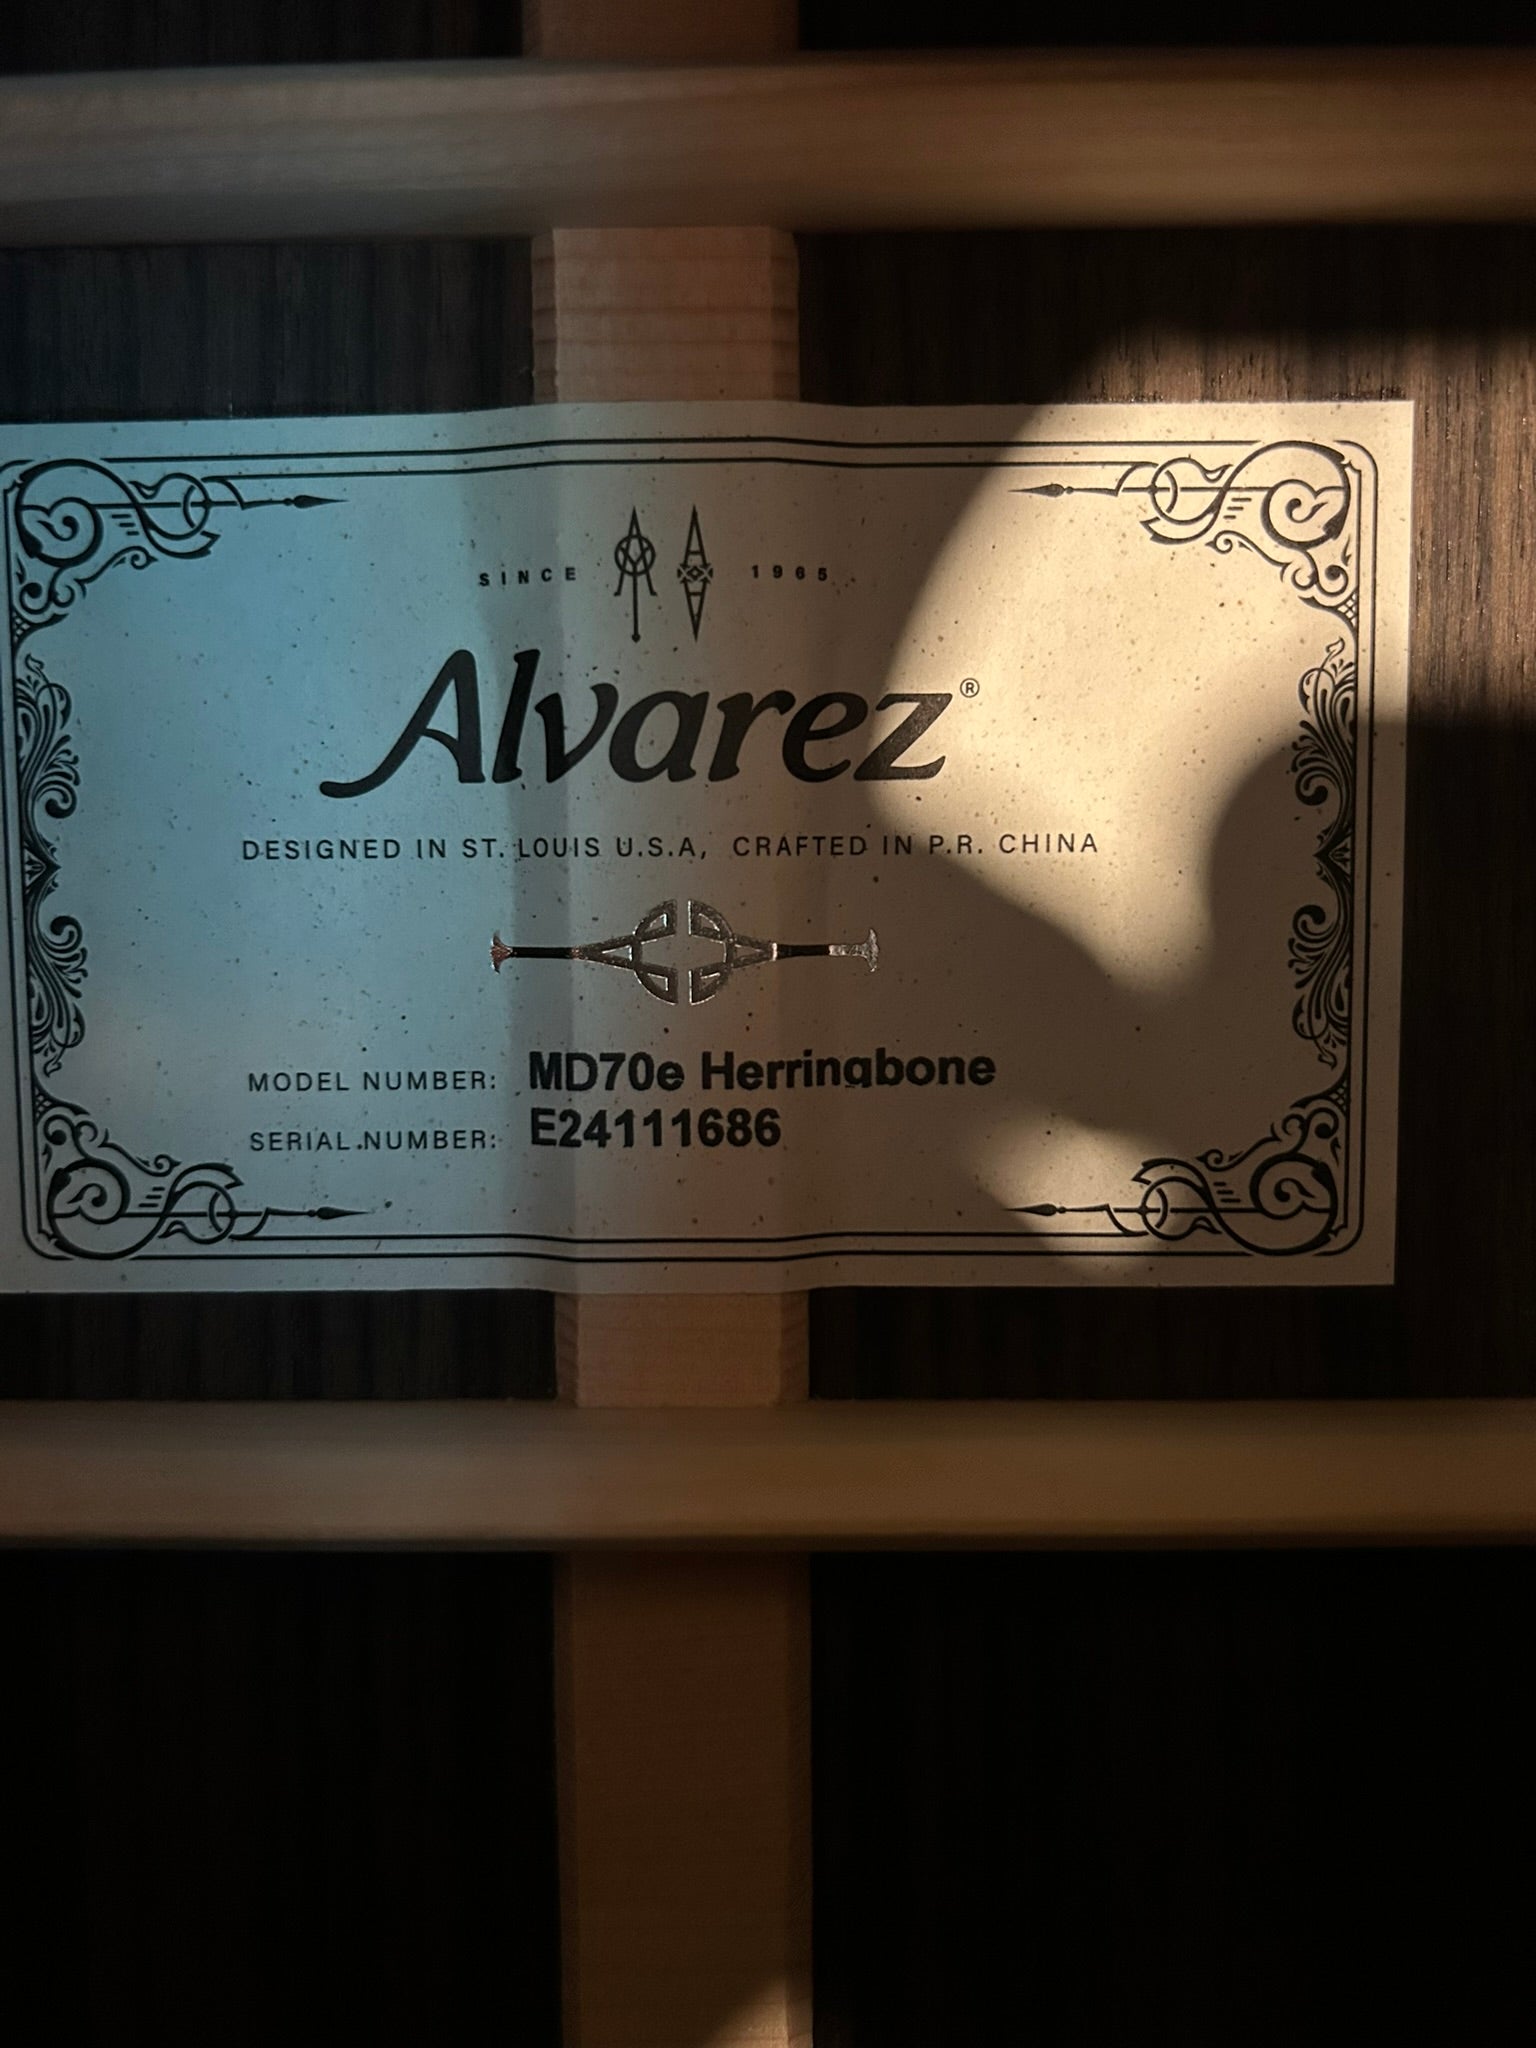 SINCE 1965
Alvarez®
DESIGNED IN ST. LOUIS U.S.A, CRAFTED IN P.R. CHINA
MODEL NUMBER: MD70e Herringbone
SERIAL NUMBER: E24111686